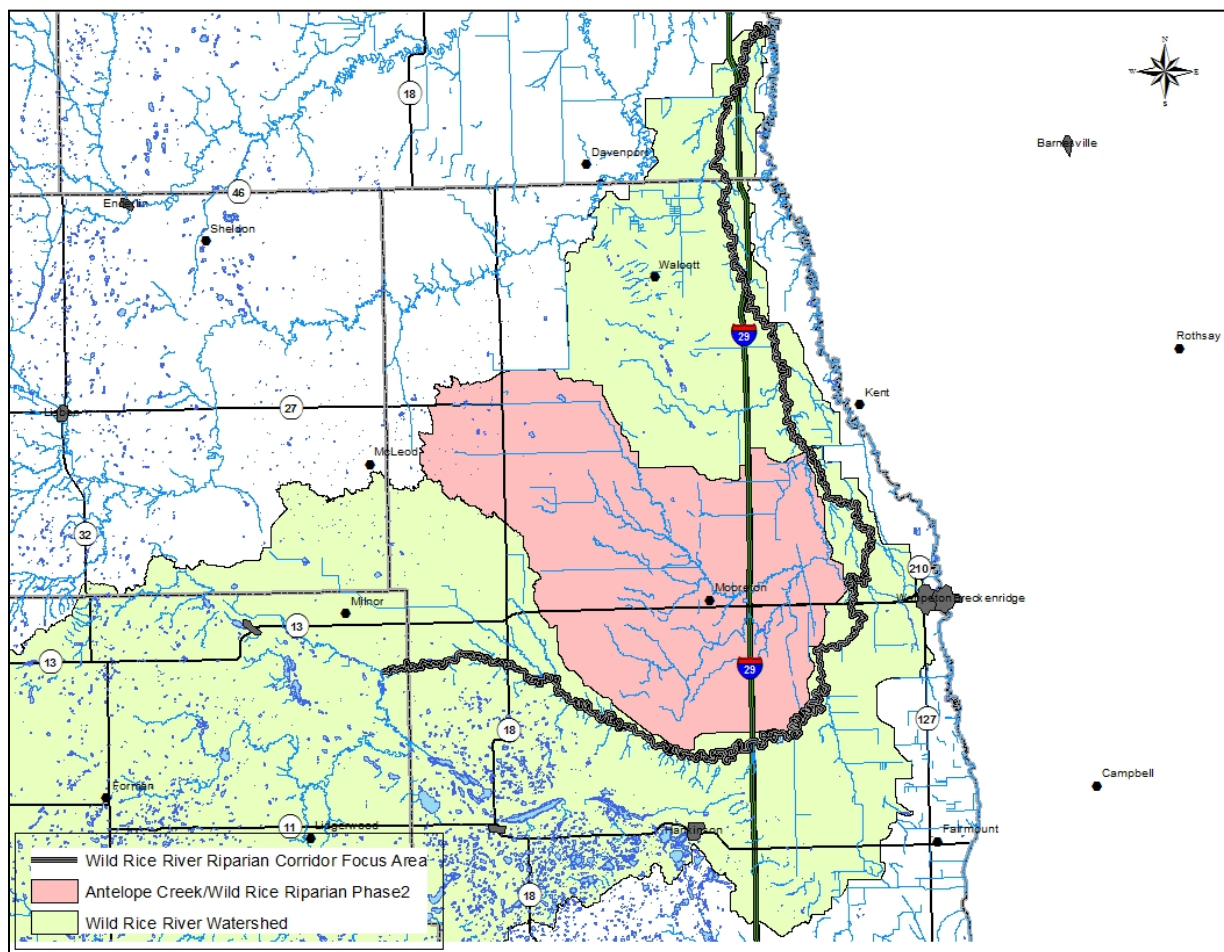 N
W
E
S
18
Davenport
Barnesville
46
Enderlin
Sheldon
Walcott
29
Rothsay
Kent
27
Lisbon
McLeod
32
210
Mooreton
Wahpeton Breckenridge
Milnor
13
13
29
18
127
Campbell
Forman
11
Lidgerwood
Hankinson
Fairmount
18
Wild Rice River Riparian Corridor Focus Area
Antelope Creek/Wild Rice Riparian Phase2
Wild Rice River Watershed